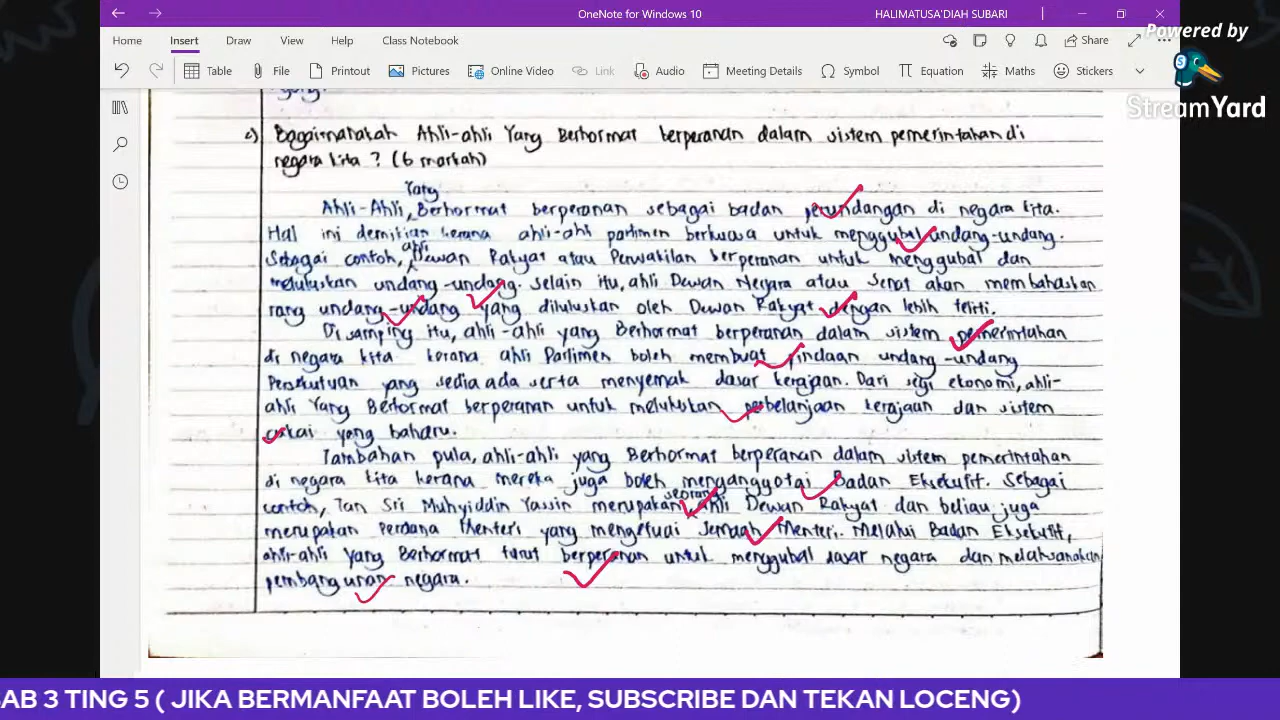 OneNote for Windows 10
HALIMATUSA'DIAH SUBARI
Powered by
StreamYard
Home Insert Draw View Help Class Notebook
Share
Table File Printout Pictures Online Video Link Audio Meeting Details Symbol Equation Maths Stickers
c) Bagaimanakah Ahli-ahli Yang Berhormat berperanan dalam sistem pemerintahan di
negara kita ? (6 markah)
Yang
Ahli-Ahli, Berhormat berperanan sebagai badan perundangan di negara kita.
Hal ini demikian kerana ahli-ahli parlimen berkuasa untuk menggubal undang-undang.
ahli
Sebagai contoh, Dewan Rakyat atau Perwakilan berperanan untuk menggubal dan
meluluskan undang-undang. Selain itu, ahli Dewan Negara atau Senat akan membahaskan
rang undang-undang yang diluluskan oleh Dewan Rakyat dengan lebih teliti.
Di samping itu, ahli-ahli yang Berhormat berperanan dalam sistem pemerintahan
di negara kita kerana ahli Parlimen boleh membuat pindaan undang-undang
Persekutuan yang sedia ada serta menyemak dasar kerajaan. Dari segi ekonomi, ahli-
ahli Yang Berhormat berperanan untuk meluluskan perbelanjaan kerajaan dan sistem
cukai yang baharu.
Tambahan pula, ahli-ahli yang Berhormat berperanan dalam sistem pemerintahan
di negara kita kerana mereka juga boleh menganggotai Badan Eksekutif. Sebagai
seorang
contoh, Tan Sri Muhyiddin Yassin merupakan ahli Dewan Rakyat dan beliau juga
merupakan Perdana Menteri yang mengetuai Jemaah Menteri. Melalui Badan Eksekutif,
ahli-ahli yang Berhormat turut berperanan untuk menggubal dasar negara dan melaksanakan
pembangunan negara.
AB 3 TING 5 ( JIKA BERMANFAAT BOLEH LIKE, SUBSCRIBE DAN TEKAN LOCENG)